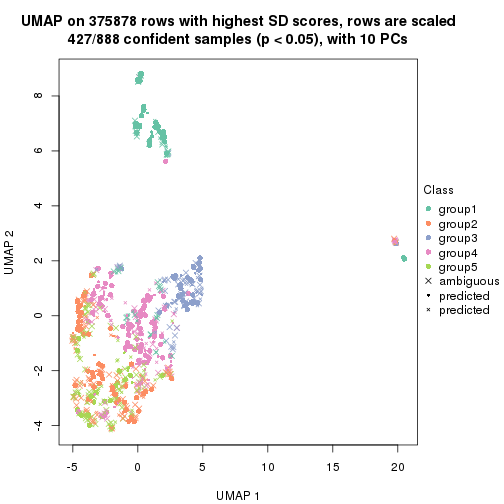 UMAP on 375878 rows with highest SD scores, rows are scaled
427/888 confident samples (p < 0.05), with 10 PCs
UMAP 2
8
6
4
2
0
-2
-4
-5
0
5
10
15
20
UMAP 1
Class
group1
group2
group3
group4
group5
ambiguous
predicted
predicted